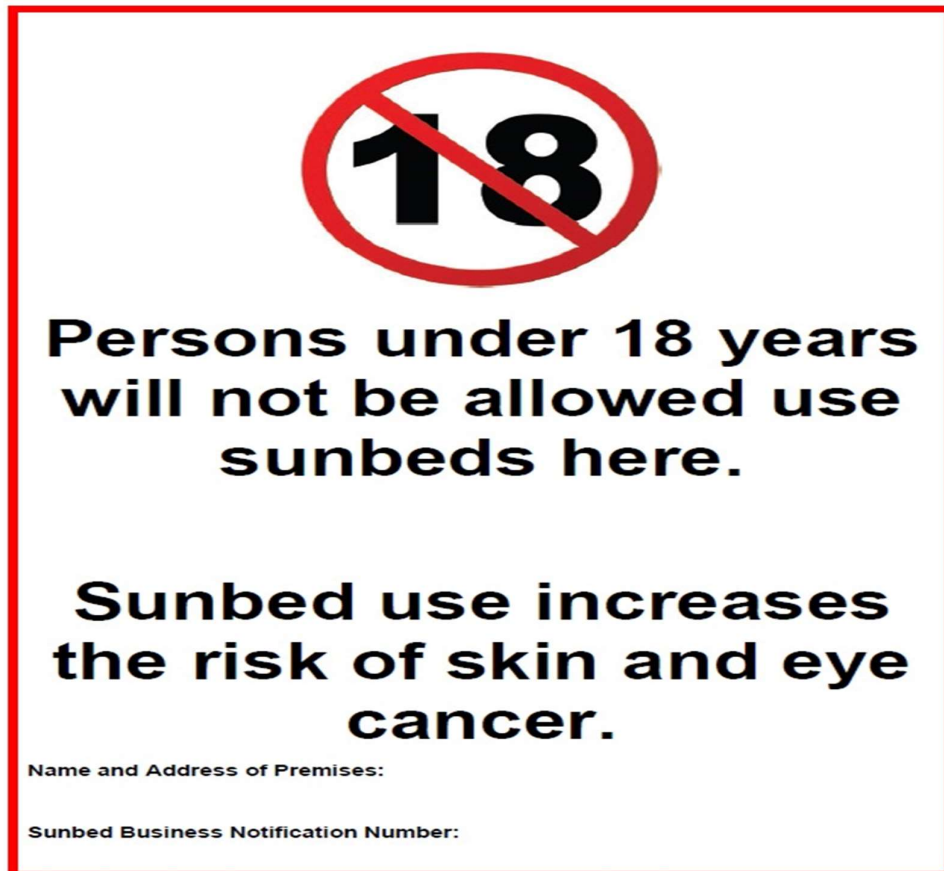 18
Persons under 18 years
will not be allowed use
sunbeds here.
Sunbed use increases
the risk of skin and eye
cancer.
Name and Address of Premises:
Sunbed Business Notification Number: